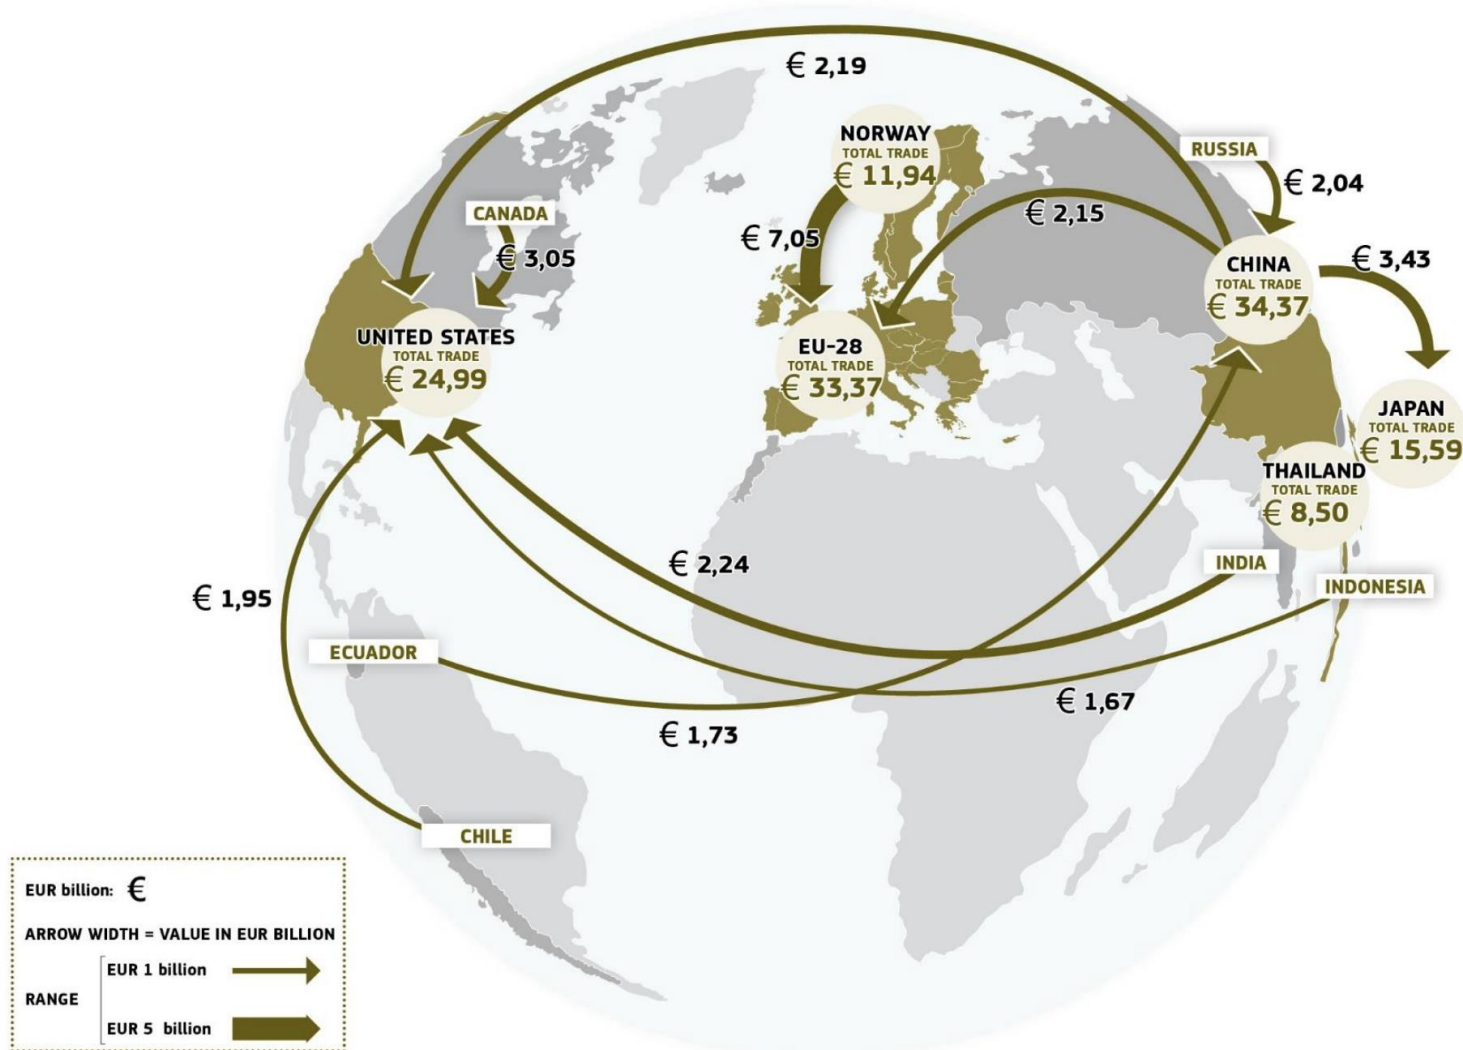 € 2,19
NORWAY
TOTAL TRADE
€ 11,94
RUSSIA
€ 2,04
CANADA
€ 3,05
€ 7,05
€ 2,15
CHINA
TOTAL TRADE
€ 34,37
€ 3,43
UNITED STATES
TOTAL TRADE
€ 24,99
EU-28
TOTAL TRADE
€ 33,37
JAPAN
TOTAL TRADE
€ 15,59
THAILAND
TOTAL TRADE
€ 8,50
€ 2,24
INDIA
INDONESIA
€ 1,95
ECUADOR
€ 1,67
€ 1,73
CHILE
EUR billion: €
ARROW WIDTH = VALUE IN EUR BILLION
RANGE
EUR 1 billion
EUR 5 billion